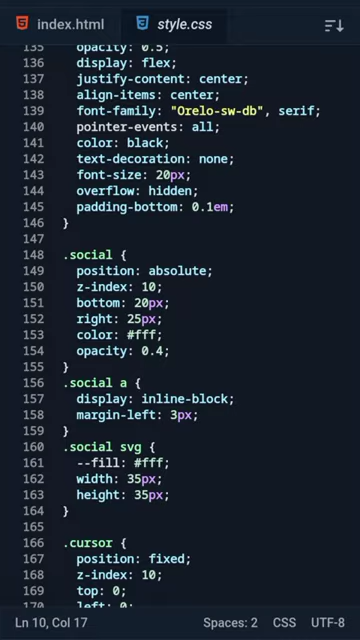 index.html
style.css
135 opacity: 0.5;
136 display: flex;
137 justify-content: center;
138 align-items: center;
139 font-family: "Orelo-sw-db", serif;
140 pointer-events: all;
141 color: black;
142 text-decoration: none;
143 font-size: 20px;
144 overflow: hidden;
145 padding-bottom: 0.1em;
146 }
147
148 .social {
149 position: absolute;
150 z-index: 10;
151 bottom: 20px;
152 right: 25px;
153 color: #fff;
154 opacity: 0.4;
155 }
156 .social a {
157 display: inline-block;
158 margin-left: 3px;
159 }
160 .social svg {
161 --fill: #fff;
162 width: 35px;
163 height: 35px;
164 }
165
166 .cursor {
167 position: fixed;
168 z-index: 10;
169 top: 0;
170 left: 0;
Ln 10, Col 17 Spaces: 2 CSS UTF-8